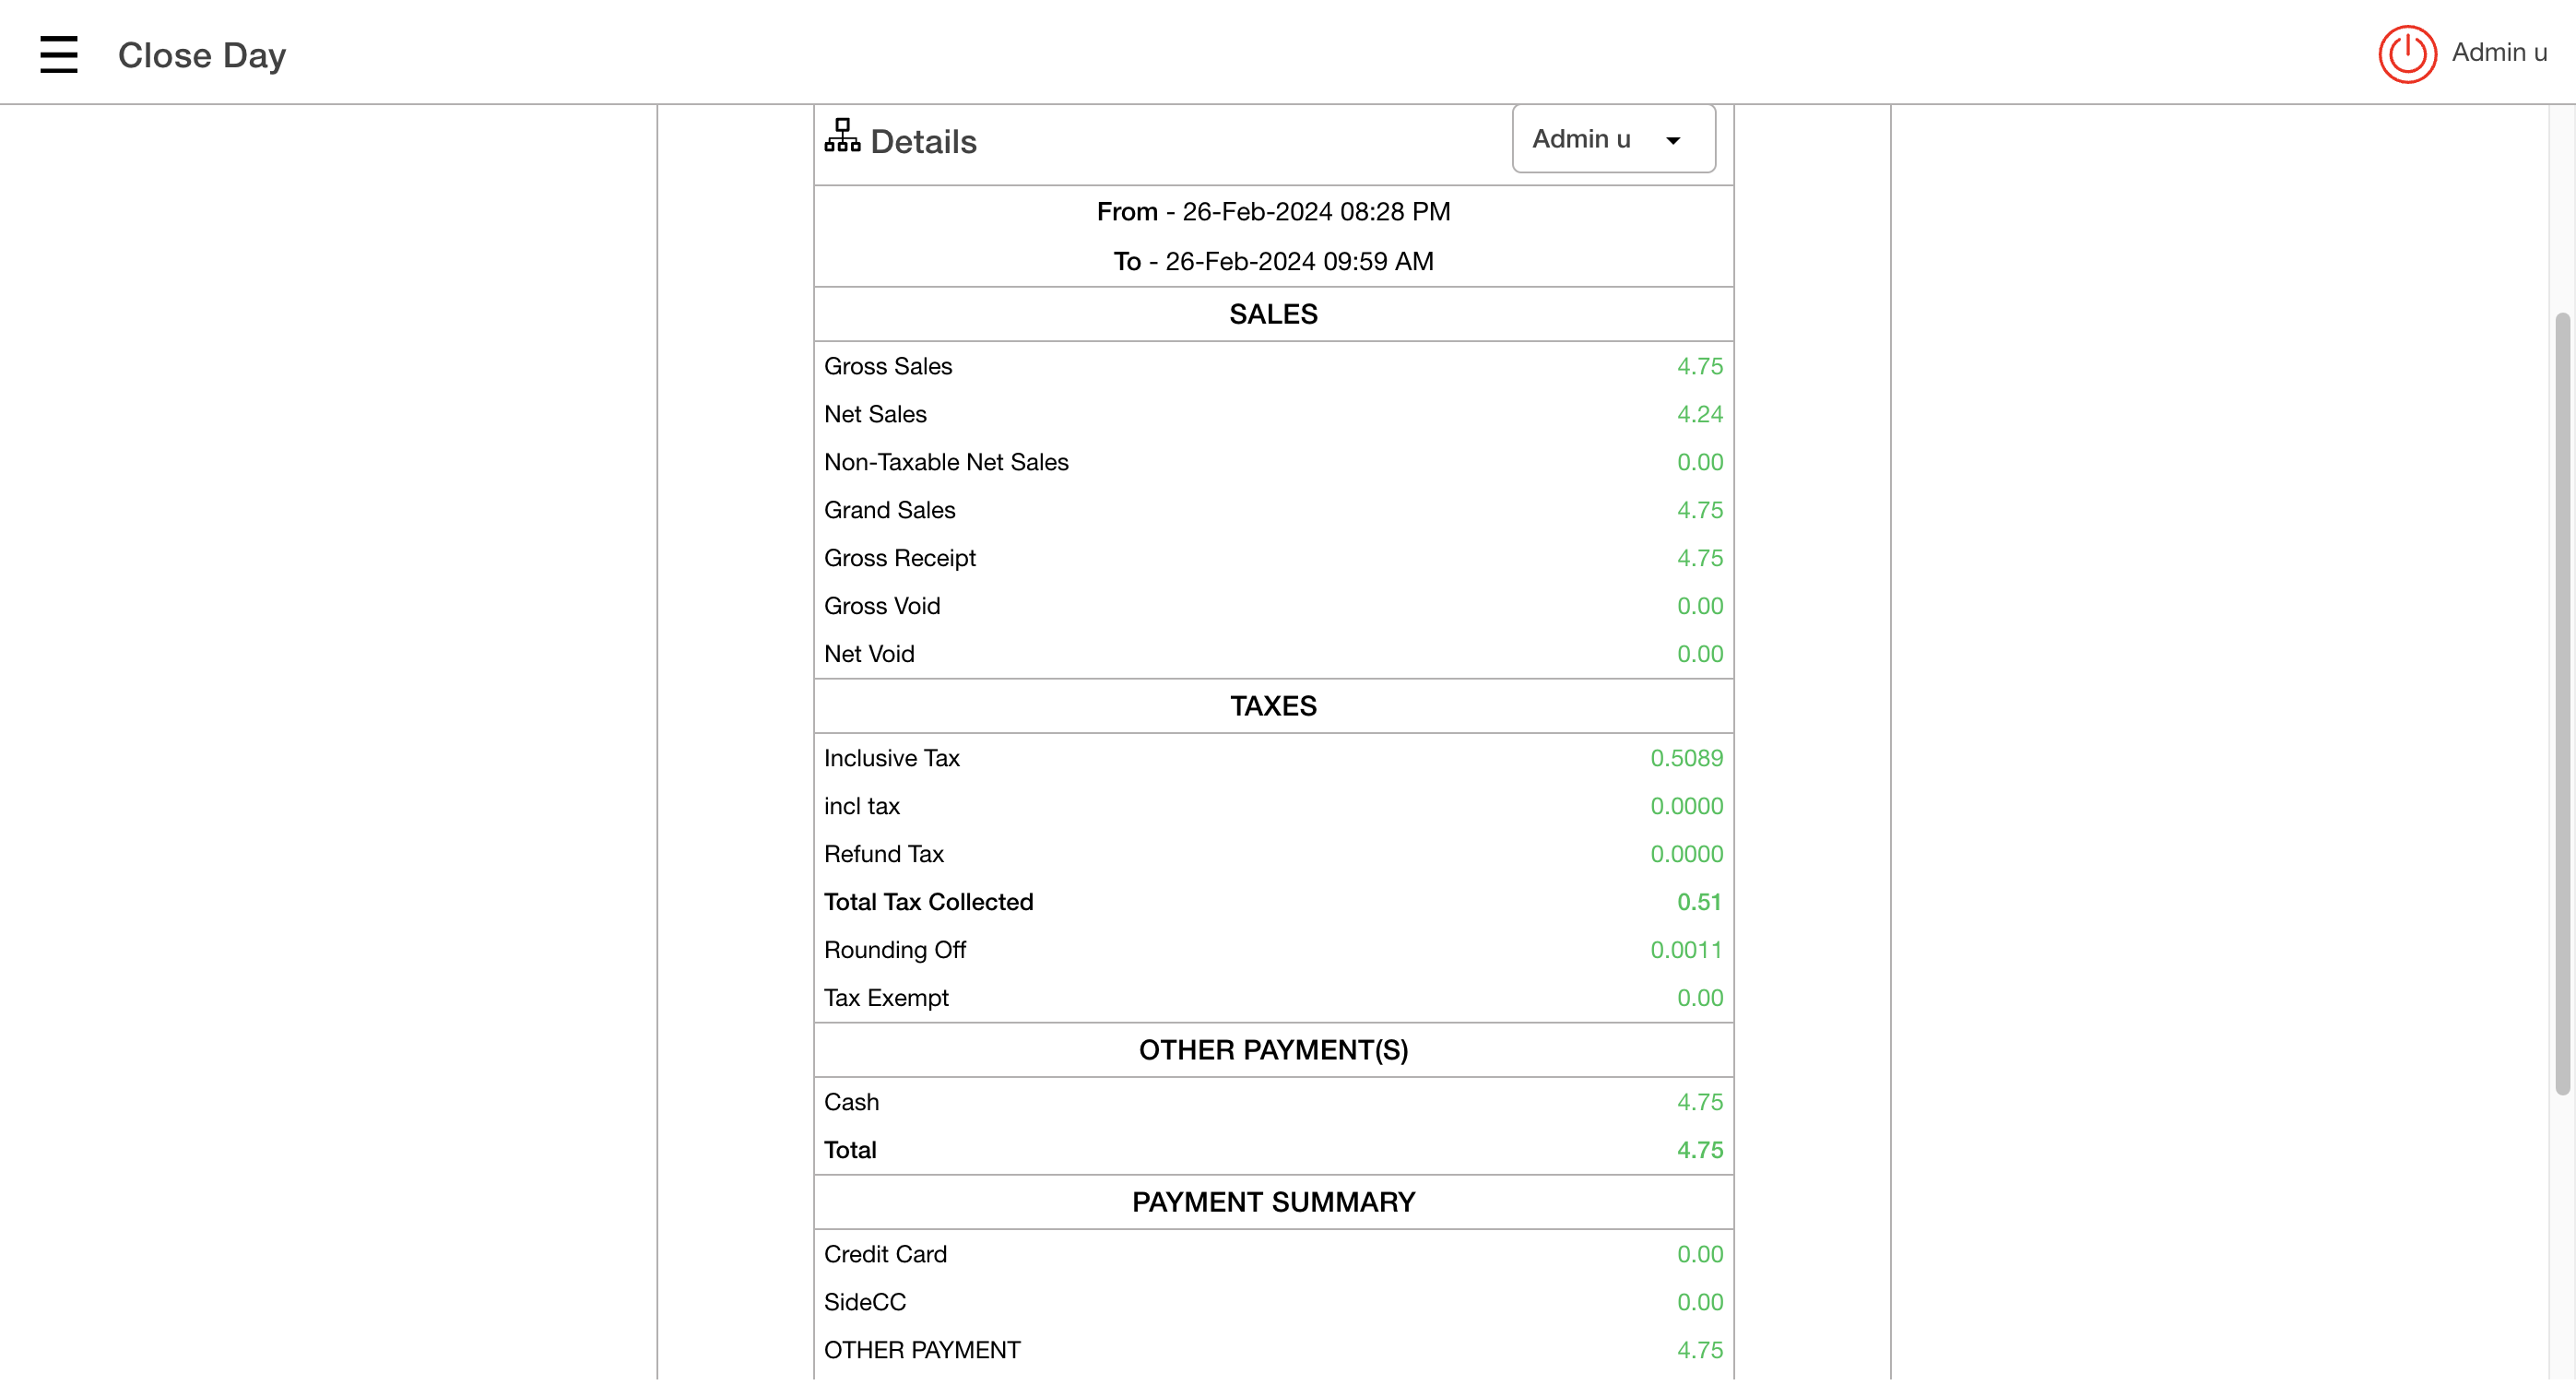 Close Day
Admin u
Details
Admin u
From - 26-Feb-2024 08:28 PM
To - 26-Feb-2024 09:59 AM
SALES
Gross Sales 4.75
Net Sales 4.24
Non-Taxable Net Sales 0.00
Grand Sales 4.75
Gross Receipt 4.75
Gross Void 0.00
Net Void 0.00
TAXES
Inclusive Tax 0.5089
incl tax 0.0000
Refund Tax 0.0000
Total Tax Collected 0.51
Rounding Off 0.0011
Tax Exempt 0.00
OTHER PAYMENT(S)
Cash 4.75
Total 4.75
PAYMENT SUMMARY
Credit Card 0.00
SideCC 0.00
OTHER PAYMENT 4.75